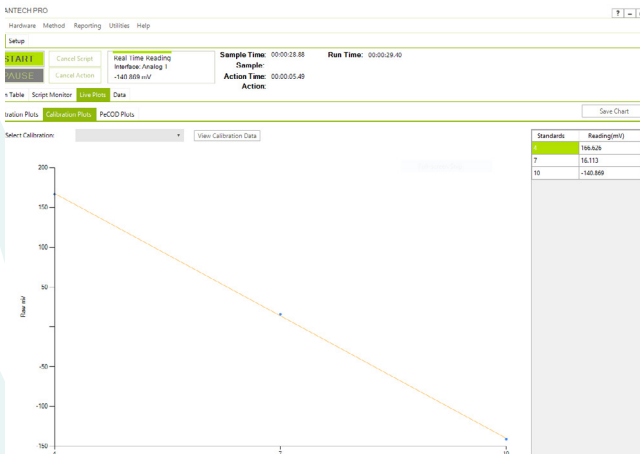 ANTECH PRO
? –
Hardware Method Reporting Utilities Help
Setup
START Cancel Script
PAUSE Cancel Action
Real Time Reading
Interface: Analog 1
-140.869 mV
Sample Time: 00:00:28.88 Run Time: 00:00:29.40
Sample:
Action Time: 00:00:05.49
Action:
n Table Script Monitor Live Plots Data
tration Plots Calibration Plots PeCOD Plots
Save Chart
Select Calibration: View Calibration Data
Standards Reading(mV)
4 166.626
7 16.113
10 -140.869
200
150
100
50
-50
-100
-150
Raw mV
7 10